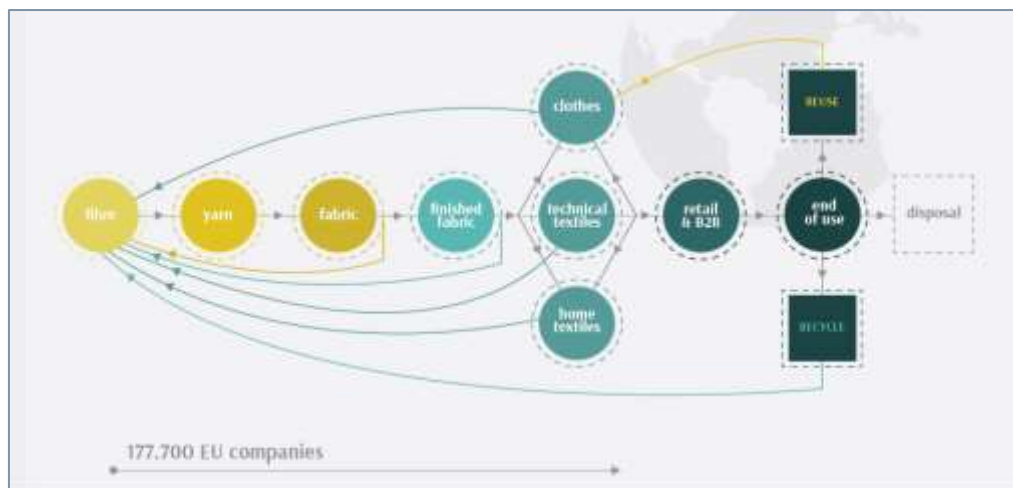 clothes
REUSE
fibre
yarn
fabric
finished
fabric
technical
textiles
retail
& B2B
end
of use
disposal
home
textiles
RECYCLE
177.700 EU companies